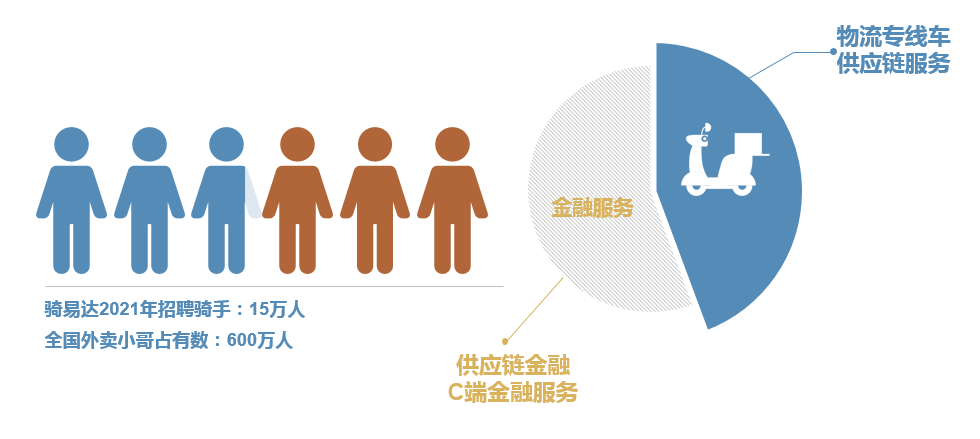 物流专线车
供应链服务
金融服务
骑易达2021年招聘骑手：15万人
全国外卖小哥占有数：600万人
供应链金融
C端金融服务